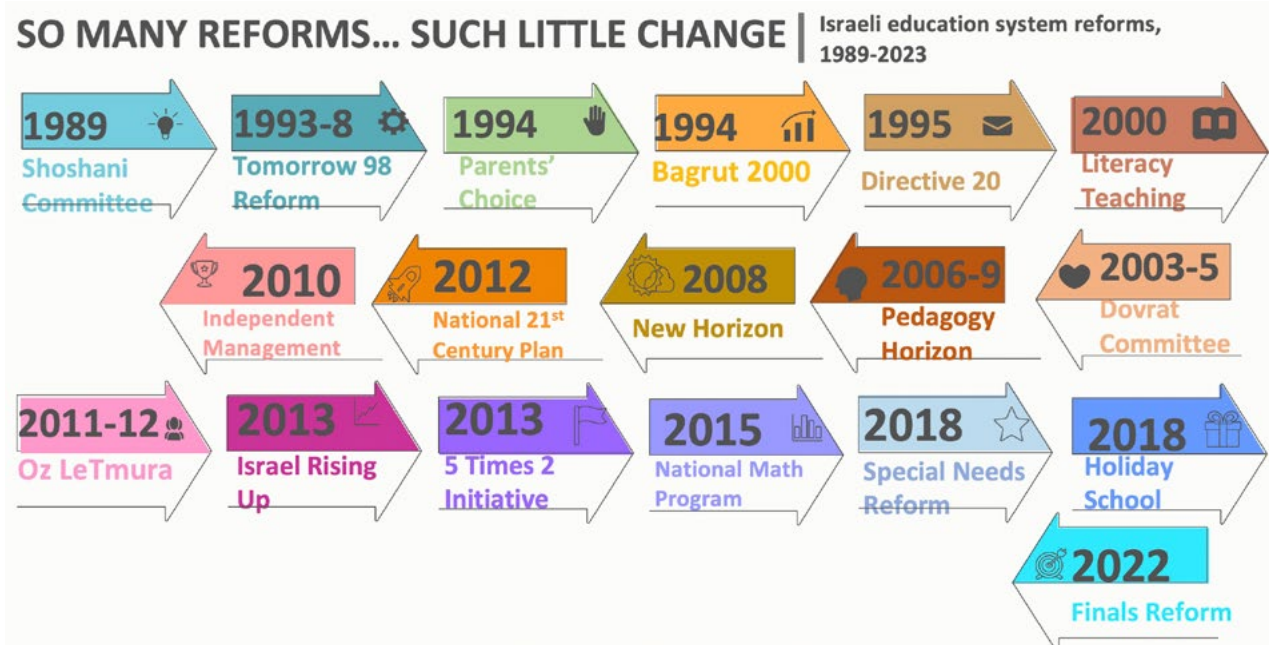 SO MANY REFORMS... SUCH LITTLE CHANGE
Israeli education system reforms,
1989-2023
1989
Shoshani
Committee
1993-8
Tomorrow 98
Reform
1994
Parents'
Choice
1994
Bagrut 2000
1995
Directive 20
2000
Literacy
Teaching
2003-5
Dovrat
Committee
2006-9
Pedagogy
Horizon
2008
New Horizon
2012
National 21st
Century Plan
2010
Independent
Management
2011-12
Oz LeTmura
2013
Israel Rising
Up
2013
5 Times 2
Initiative
2015
National Math
Program
2018
Special Needs
Reform
2018
Holiday
School
2022
Finals Reform